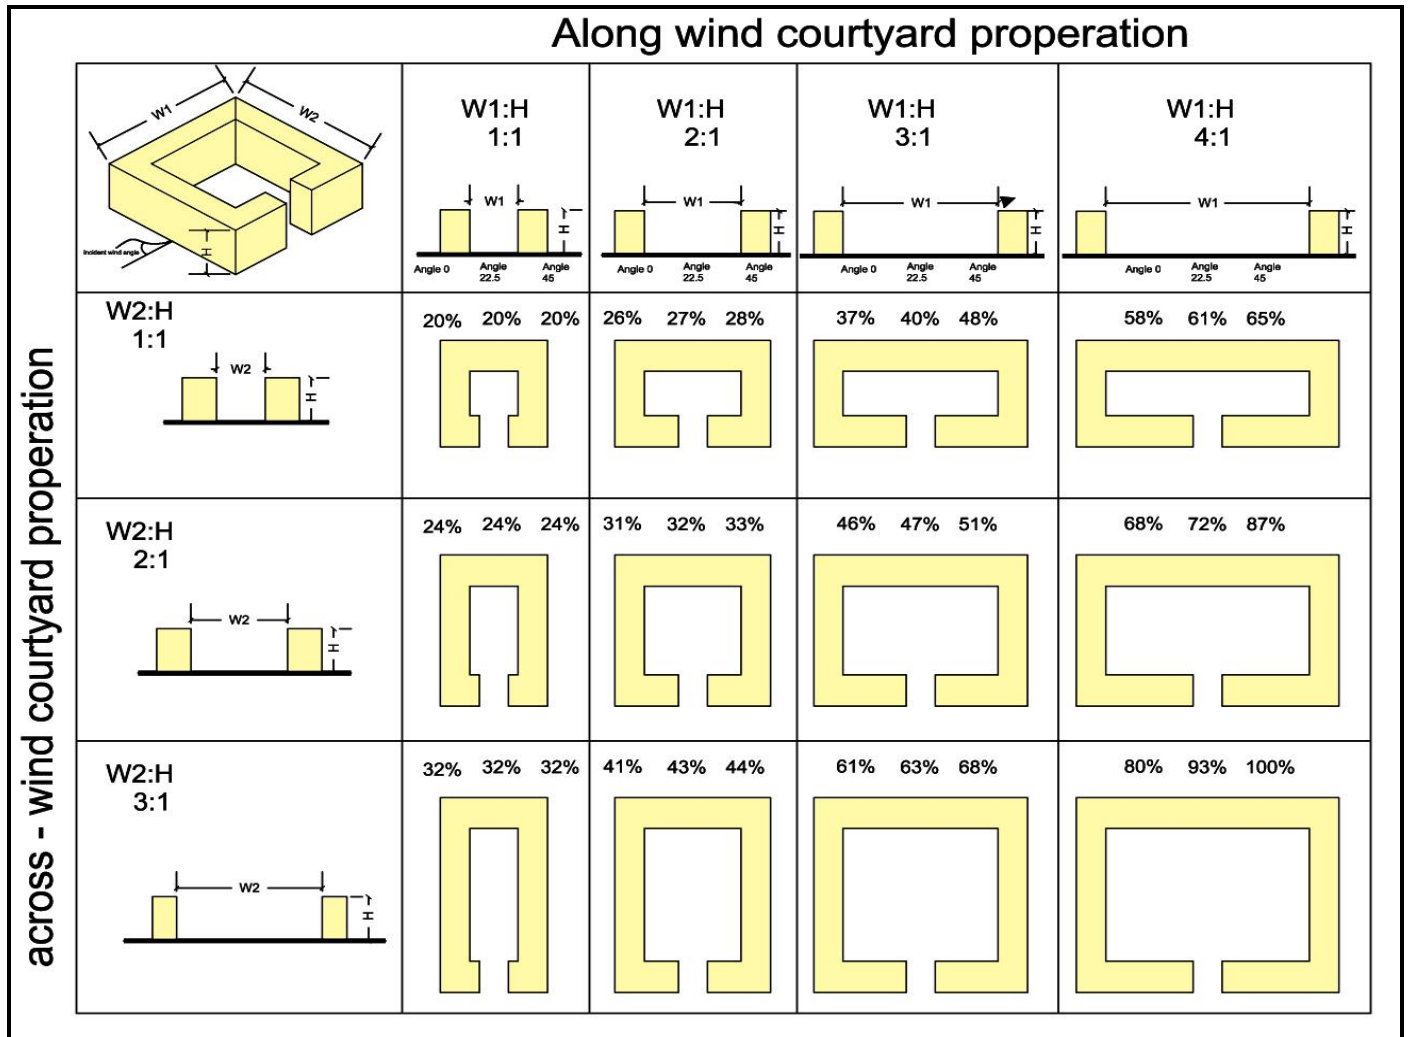 Along wind courtyard properation
across - wind courtyard properation
W1
W2
H
Incident wind angle
W1:H
1:1
W1
H
Angle 0
Angle
22.5
Angle
45
W1:H
2:1
W1
H
Angle 0
Angle
22.5
Angle
45
W1:H
3:1
W1
H
Angle 0
Angle
22.5
Angle
45
W1:H
4:1
W1
H
Angle 0
Angle
22.5
Angle
45
W2:H
1:1
W2
H
20% 20% 20%
26% 27% 28%
37% 40% 48%
58% 61% 65%
W2:H
2:1
W2
H
24% 24% 24%
31% 32% 33%
46% 47% 51%
68% 72% 87%
W2:H
3:1
W2
H
32% 32% 32%
41% 43% 44%
61% 63% 68%
80% 93% 100%